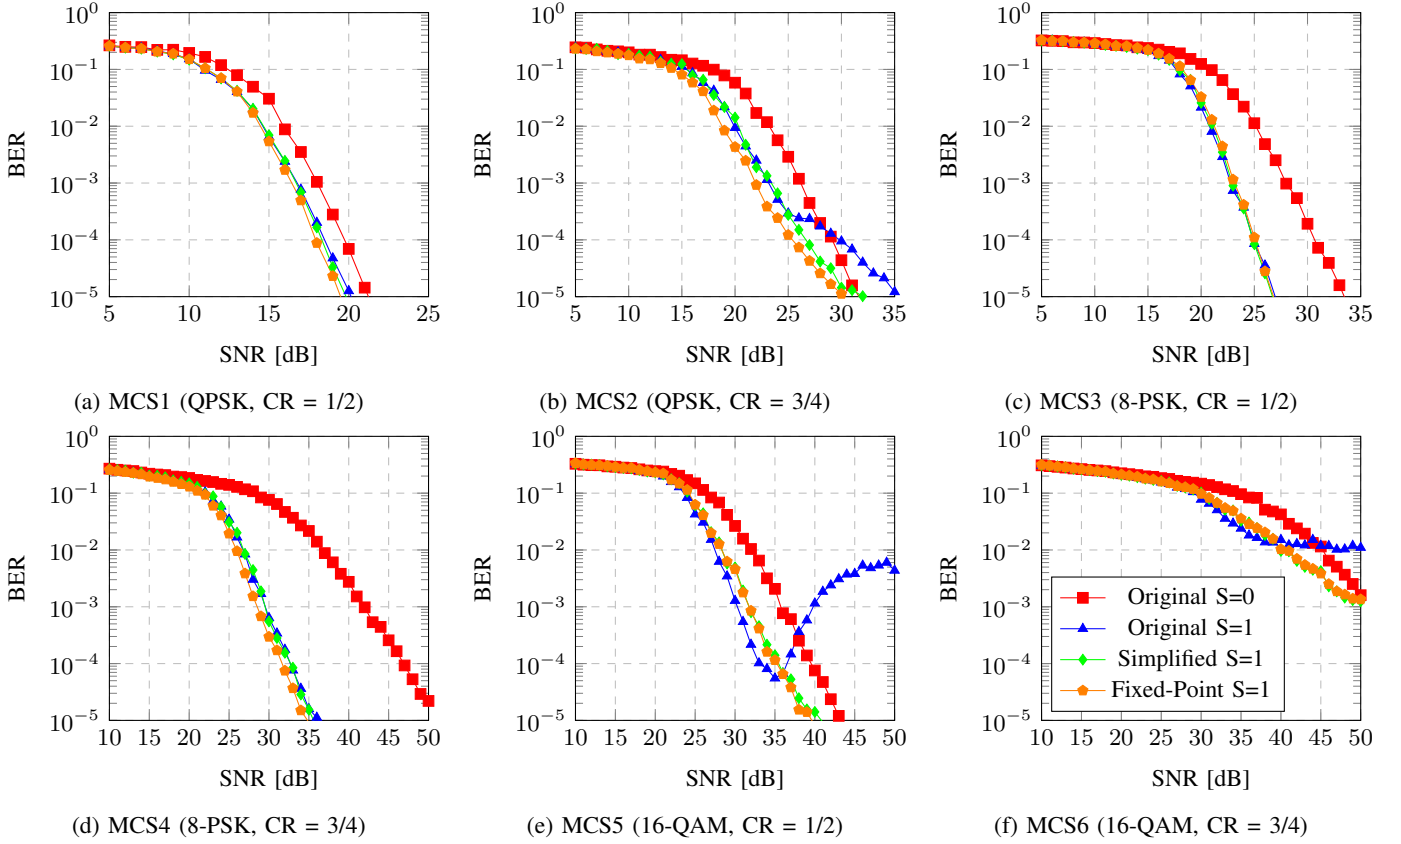 10^0
10^-1
10^-2
10^-3
10^-4
10^-5
BER
5 10 15 20 25
SNR [dB]
(a) MCS1 (QPSK, CR = 1/2)
10^0
10^-1
10^-2
10^-3
10^-4
10^-5
BER
5 10 15 20 25 30 35
SNR [dB]
(b) MCS2 (QPSK, CR = 3/4)
10^0
10^-1
10^-2
10^-3
10^-4
10^-5
BER
5 10 15 20 25 30 35
SNR [dB]
(c) MCS3 (8-PSK, CR = 1/2)
10^0
10^-1
10^-2
10^-3
10^-4
10^-5
BER
10 15 20 25 30 35 40 45 50
SNR [dB]
(d) MCS4 (8-PSK, CR = 3/4)
10^0
10^-1
10^-2
10^-3
10^-4
10^-5
BER
10 15 20 25 30 35 40 45 50
SNR [dB]
(e) MCS5 (16-QAM, CR = 1/2)
10^0
10^-1
10^-2
10^-3
10^-4
10^-5
BER
Original S=0
Original S=1
Simplified S=1
Fixed-Point S=1
10 15 20 25 30 35 40 45 50
SNR [dB]
(f) MCS6 (16-QAM, CR = 3/4)